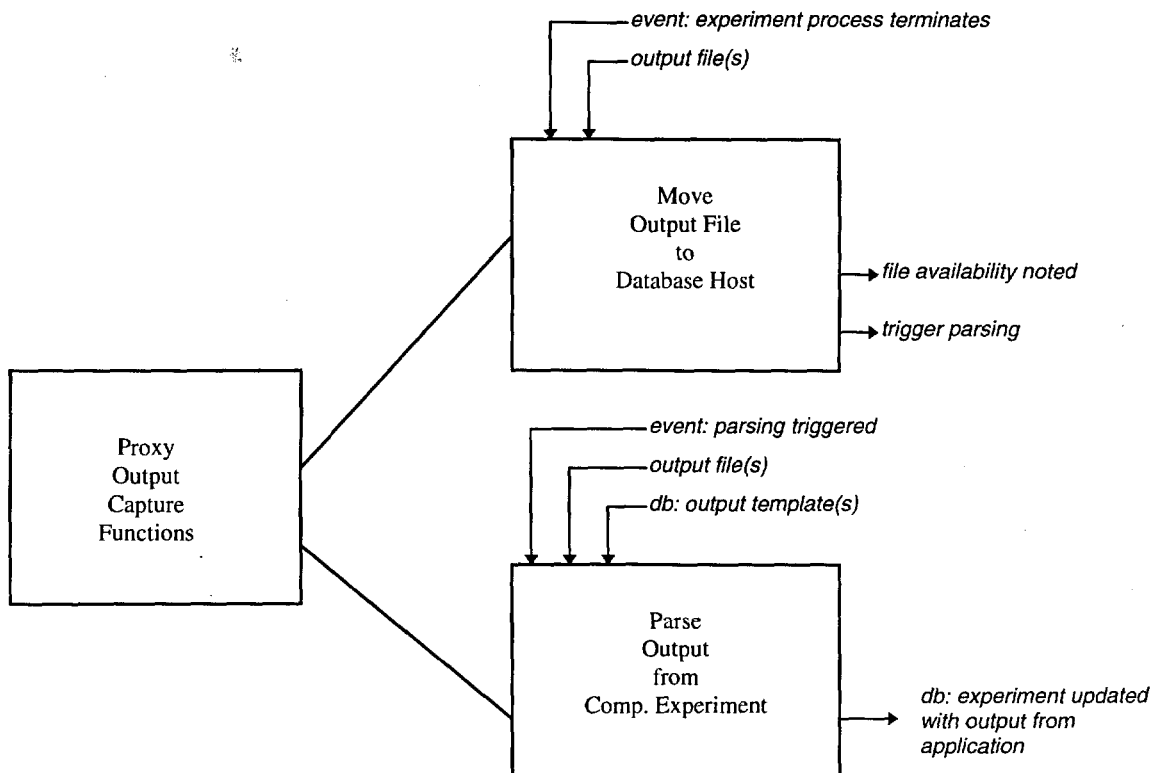 event: experiment process terminates
output file(s)
Move
Output File
to
Database Host
file availability noted
trigger parsing
Proxy
Output
Capture
Functions
event: parsing triggered
output file(s)
db: output template(s)
Parse
Output
from
Comp. Experiment
db: experiment updated
with output from
application